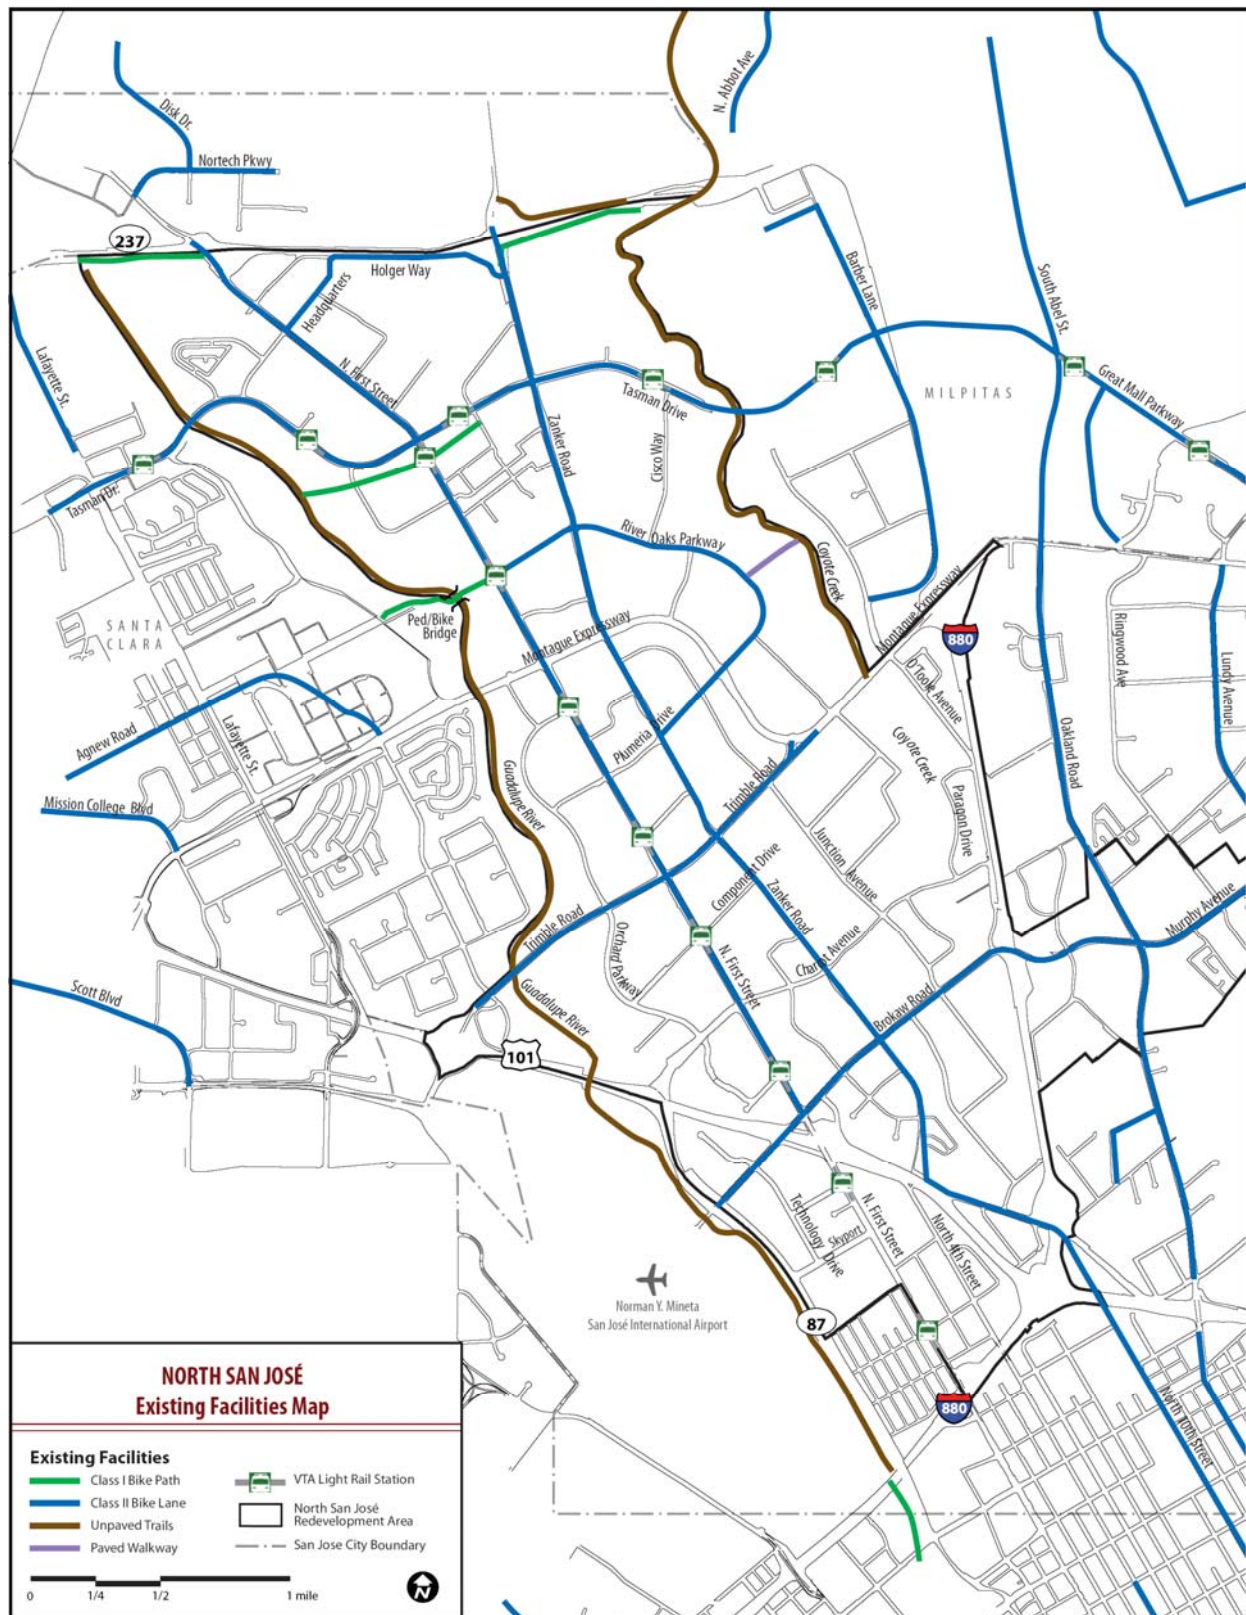 N. Abbot Ave
Disk Dr.
Nortech Pkwy
237
Holger Way
Headquarters
Barber Lane
South Abel St.
Lafayette St.
N. First Street
Tasman Drive
MILPITAS
Great Mall Parkway
Zanker Road
Cisco Way
Tasman Dr.
River Oaks Parkway
Coyote Creek
Montague Expressway
880
SANTA
CLARA
Ped/Bike
Bridge
Montague Expressway
O'Toole Avenue
Ringwood Ave
Lundy Avenue
Agnew Road
Lafayette St.
Plumeria Drive
Coyote Creek
Oakland Road
Guadalupe River
Trimble Road
Mission College Blvd
Paragon Drive
Junction Avenue
Component Drive
Zanker Road
Murphy Avenue
Trimble Road
Orchard Parkway
N. First Street
Charcot Avenue
Scott Blvd
Guadalupe River
Brokaw Road
101
Technology Drive
Skyport
N. First Street
North 4th Street
Norman Y. Mineta
San José International Airport
87
880
North 10th Street
NORTH SAN JOSÉ
Existing Facilities Map
Existing Facilities
Class I Bike Path
Class II Bike Lane
Unpaved Trails
Paved Walkway
VTA Light Rail Station
North San José
Redevelopment Area
San Jose City Boundary
0 1/4 1/2 1 mile
N